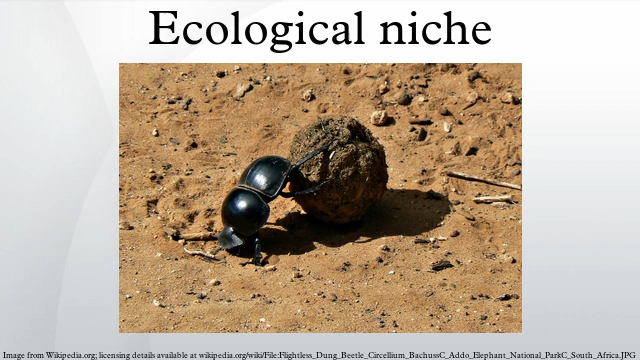 Ecological niche
Image from Wikipedia.org; licensing details available at wikipedia.org/wiki/File:Flightless_Dung_Beetle_Circellium_BachussC_Addo_Elephant_National_ParkC_South_Africa.JPG